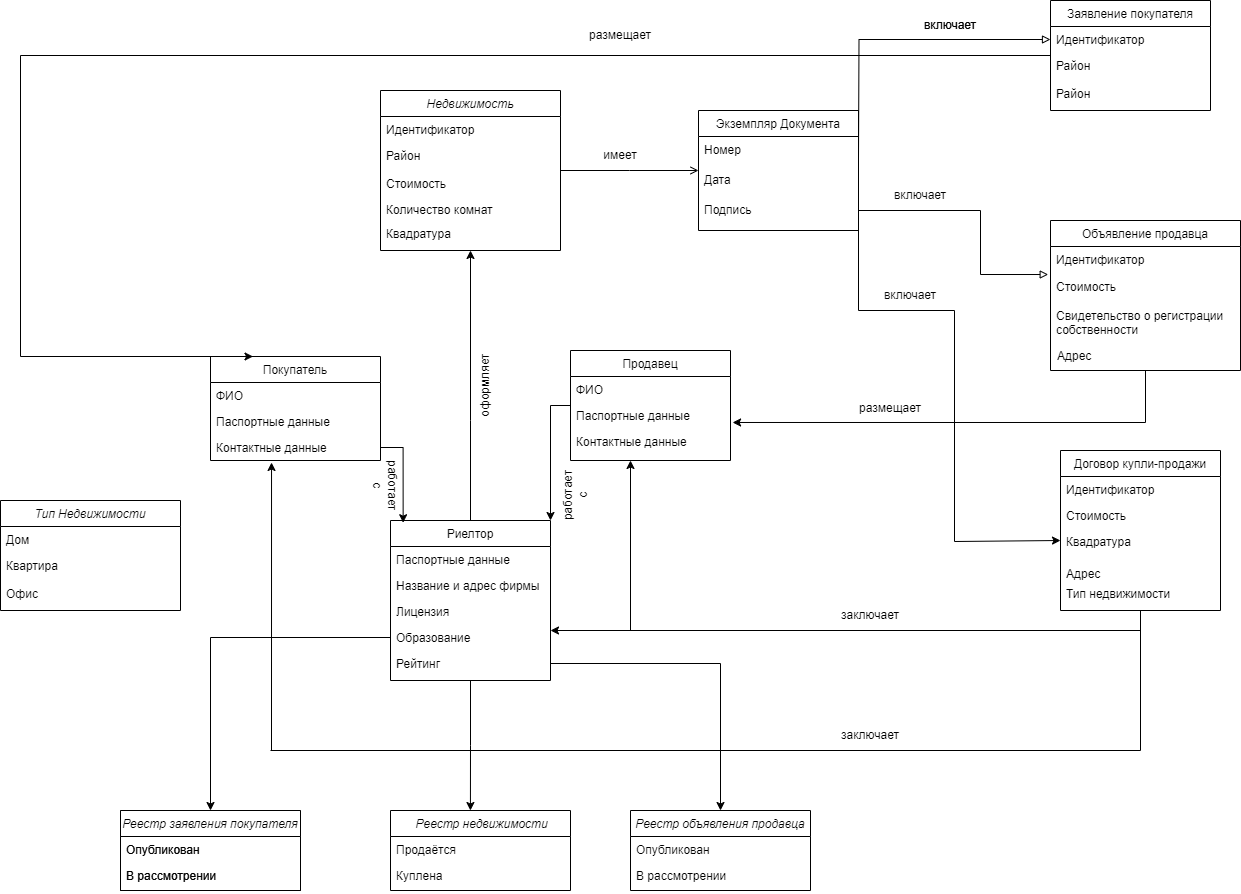 Заявление покупателя
Идентификатор
Район
Район
включает
размещает
Недвижимость
Идентификатор
Район
Стоимость
Количество комнат
Квадратура
имеет
Экземпляр Документа
Номер
Дата
Подпись
включает
Объявление продавца
Идентификатор
Стоимость
Свидетельство о регистрации
собственности
Адрес
включает
Покупатель
ФИО
Паспортные данные
Контактные данные
оформляет
Продавец
ФИО
Паспортные данные
Контактные данные
размещает
Договор купли-продажи
Идентификатор
Стоимость
Квадратура
Адрес
Тип недвижимости
работает
с
работает
с
Тип Недвижимости
Дом
Квартира
Офис
Риелтор
Паспортные данные
Название и адрес фирмы
Лицензия
Образование
Рейтинг
заключает
заключает
Реестр заявления покупателя
Опубликован
В рассмотрении
Реестр недвижимости
Продаётся
Куплена
Реестр объявления продавца
Опубликован
В рассмотрении